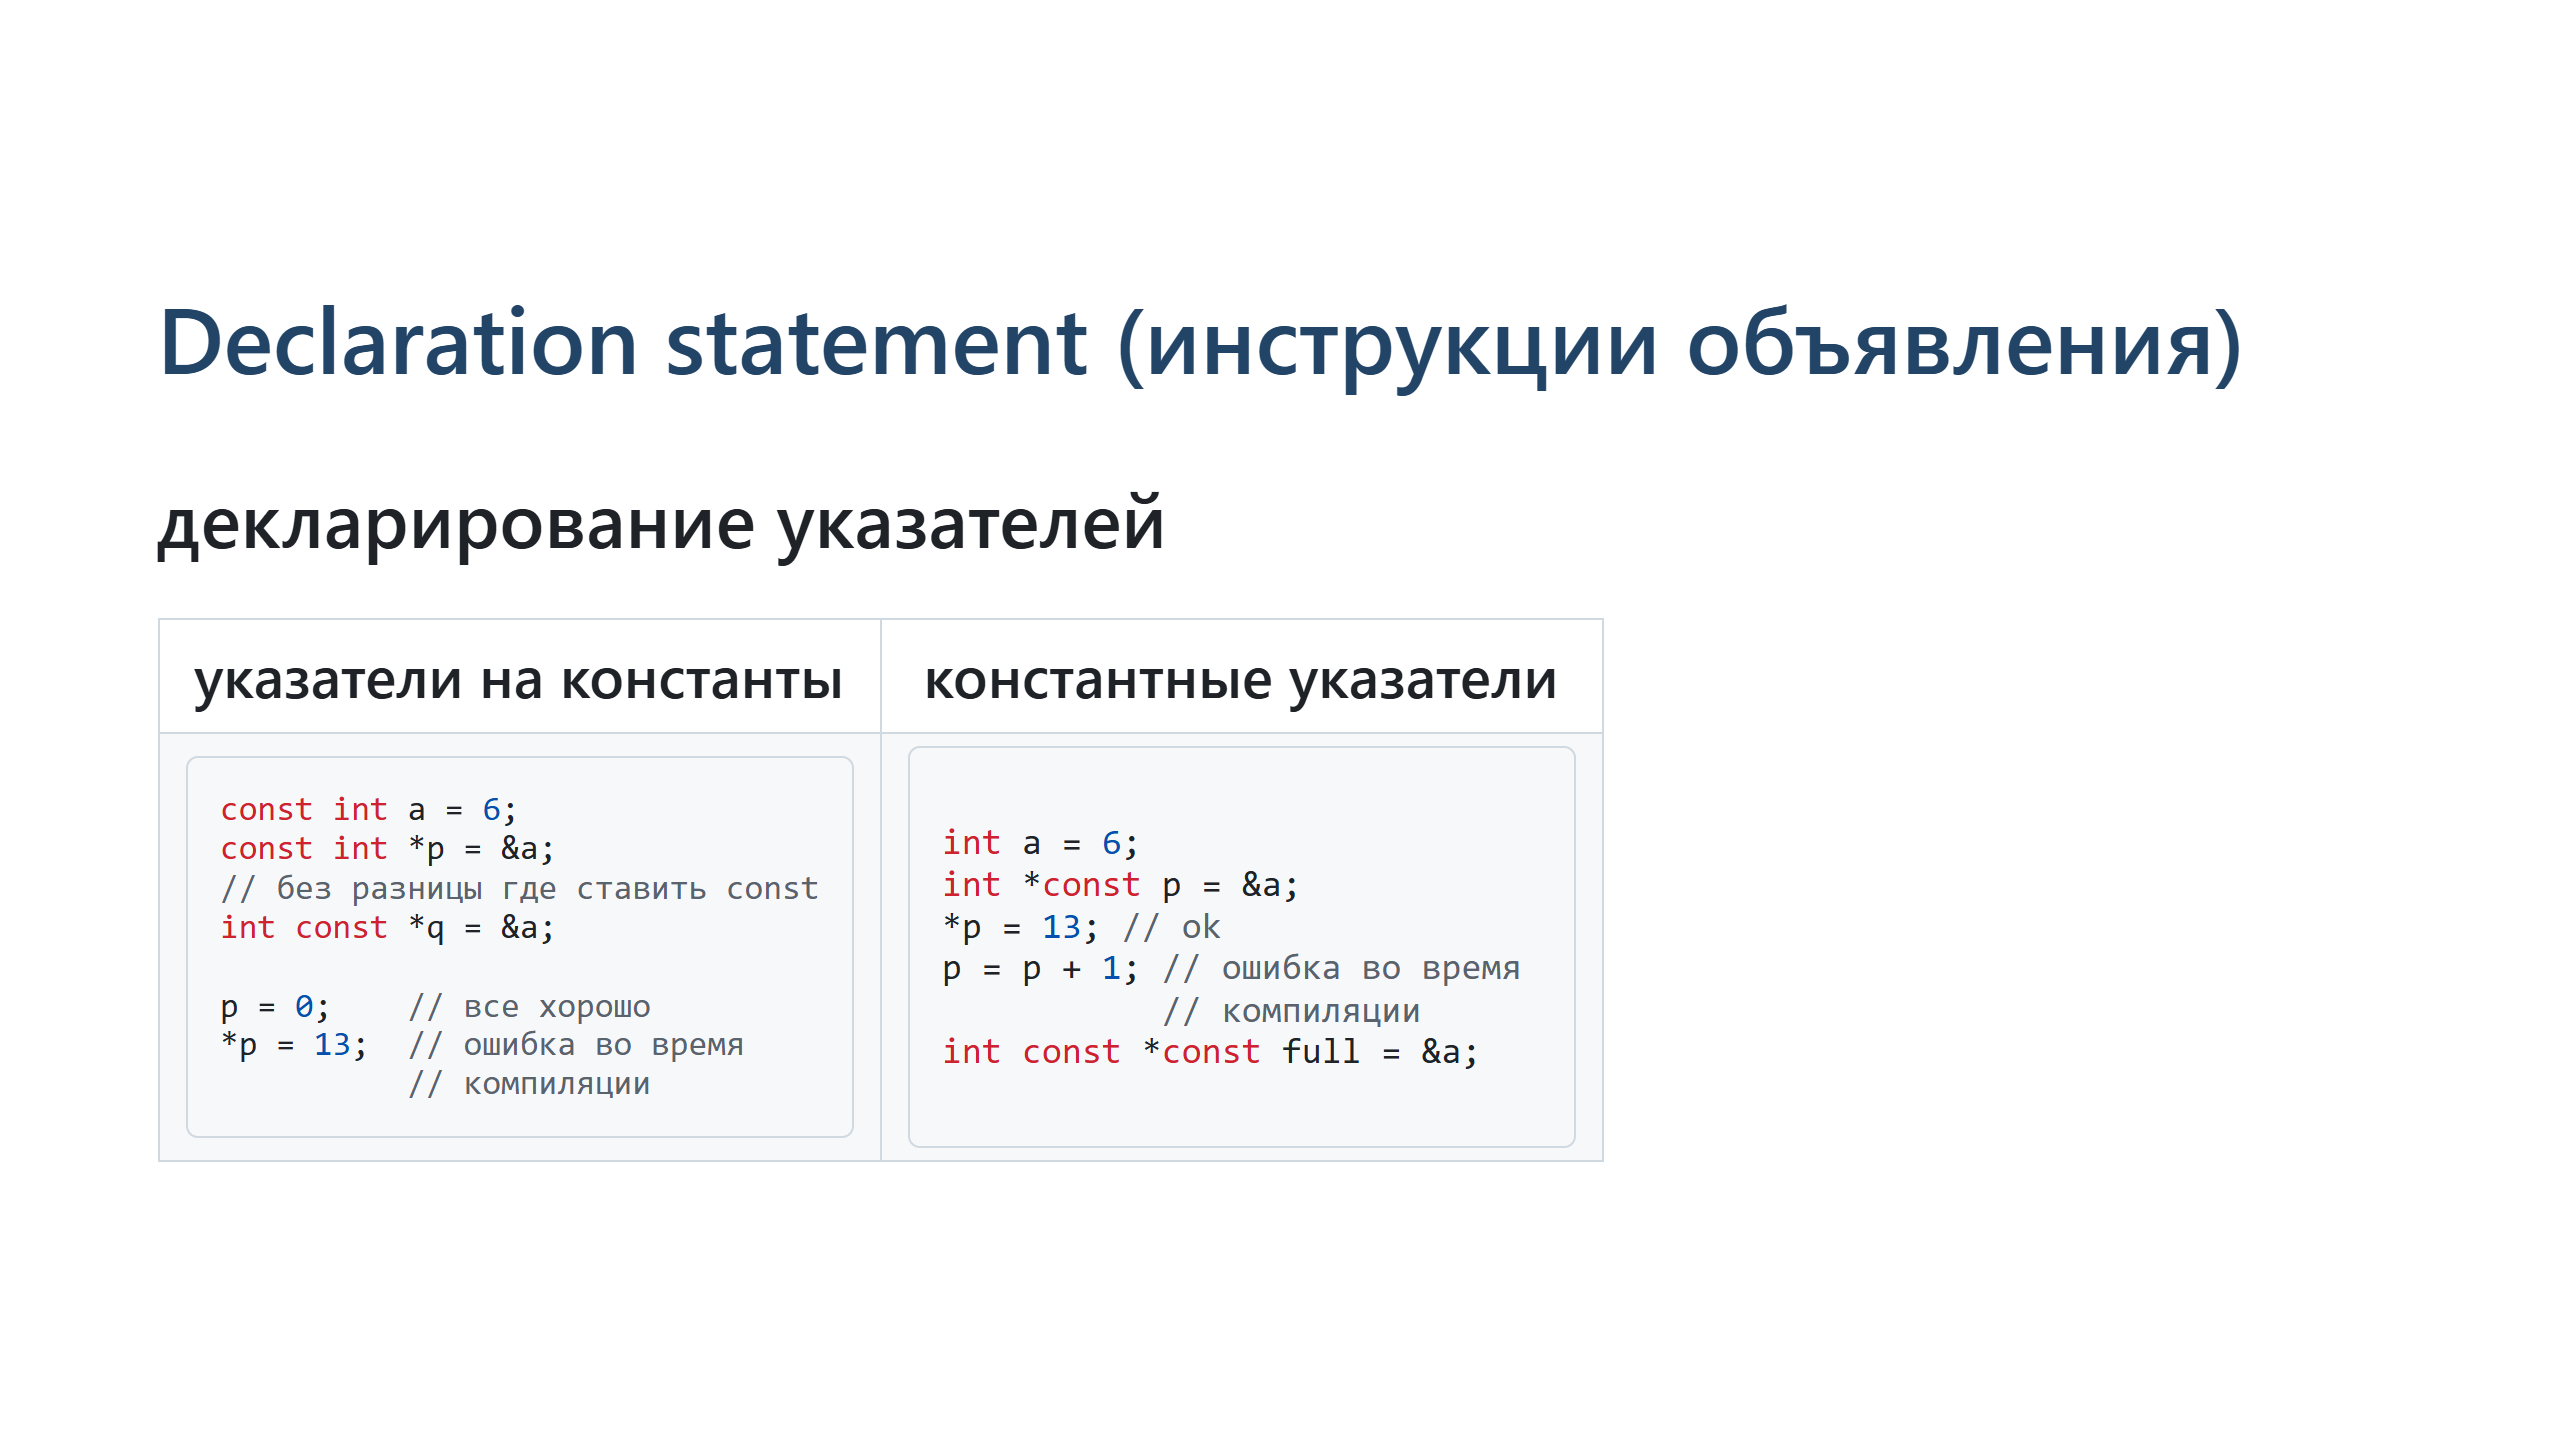 Declaration statement (инструкции объявления)
декларирование указателей
указатели на константы
const int a = 6;
const int *p = &a;
// без разницы где ставить const
int const *q = &a;
p = 0;    // все хорошо
*p = 13;  // ошибка во время
          // компиляции
константные указатели
int a = 6;
int *const p = &a;
*p = 13; // ok
p = p + 1; // ошибка во время
           // компиляции
int const *const full = &a;